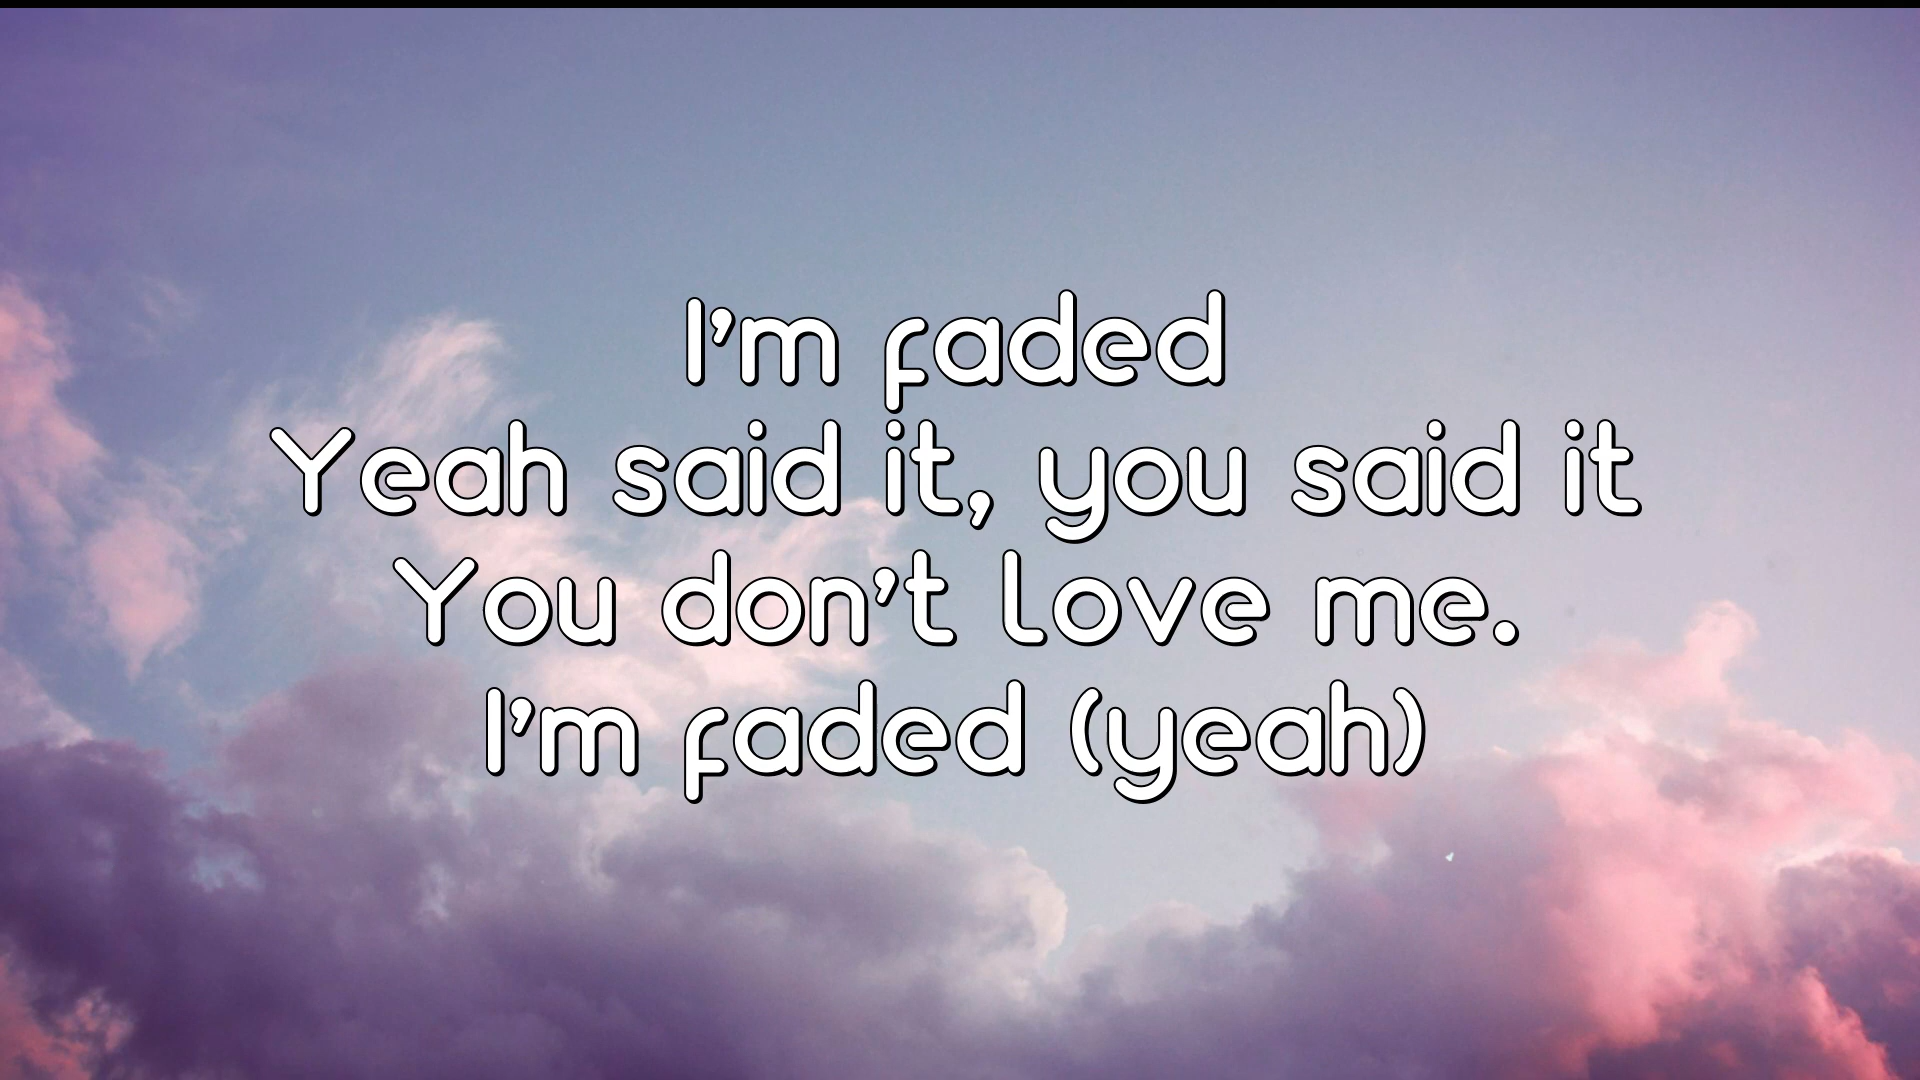 I'm faded
Yeah said it, you said it
You don't love me.
I'm faded (yeah)